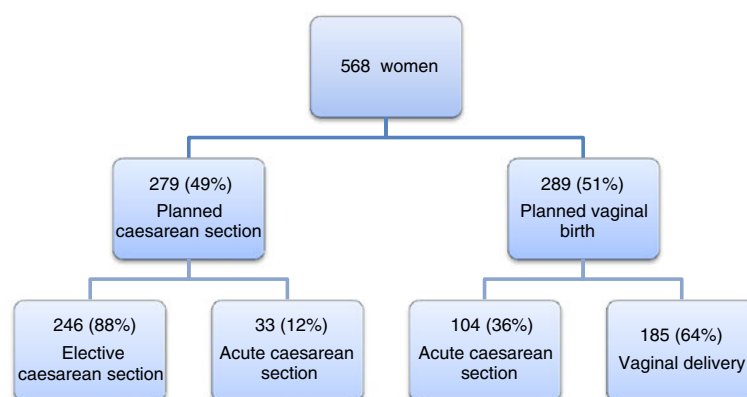 568 women
279 (49%)
Planned
caesarean section
289 (51%)
Planned vaginal
birth
246 (88%)
Elective
caesarean section
33 (12%)
Acute caesarean
section
104 (36%)
Acute caesarean
section
185 (64%)
Vaginal delivery